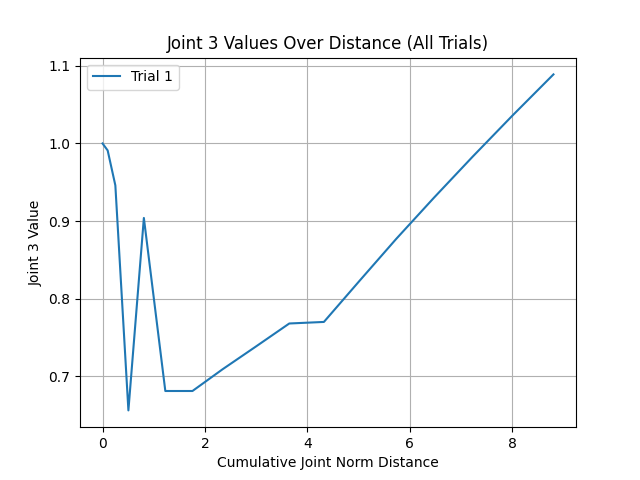 Joint 3 Values Over Distance (All Trials)
Trial 1
Joint 3 Value
1.1
1.0
0.9
0.8
0.7
0 2 4 6 8
Cumulative Joint Norm Distance